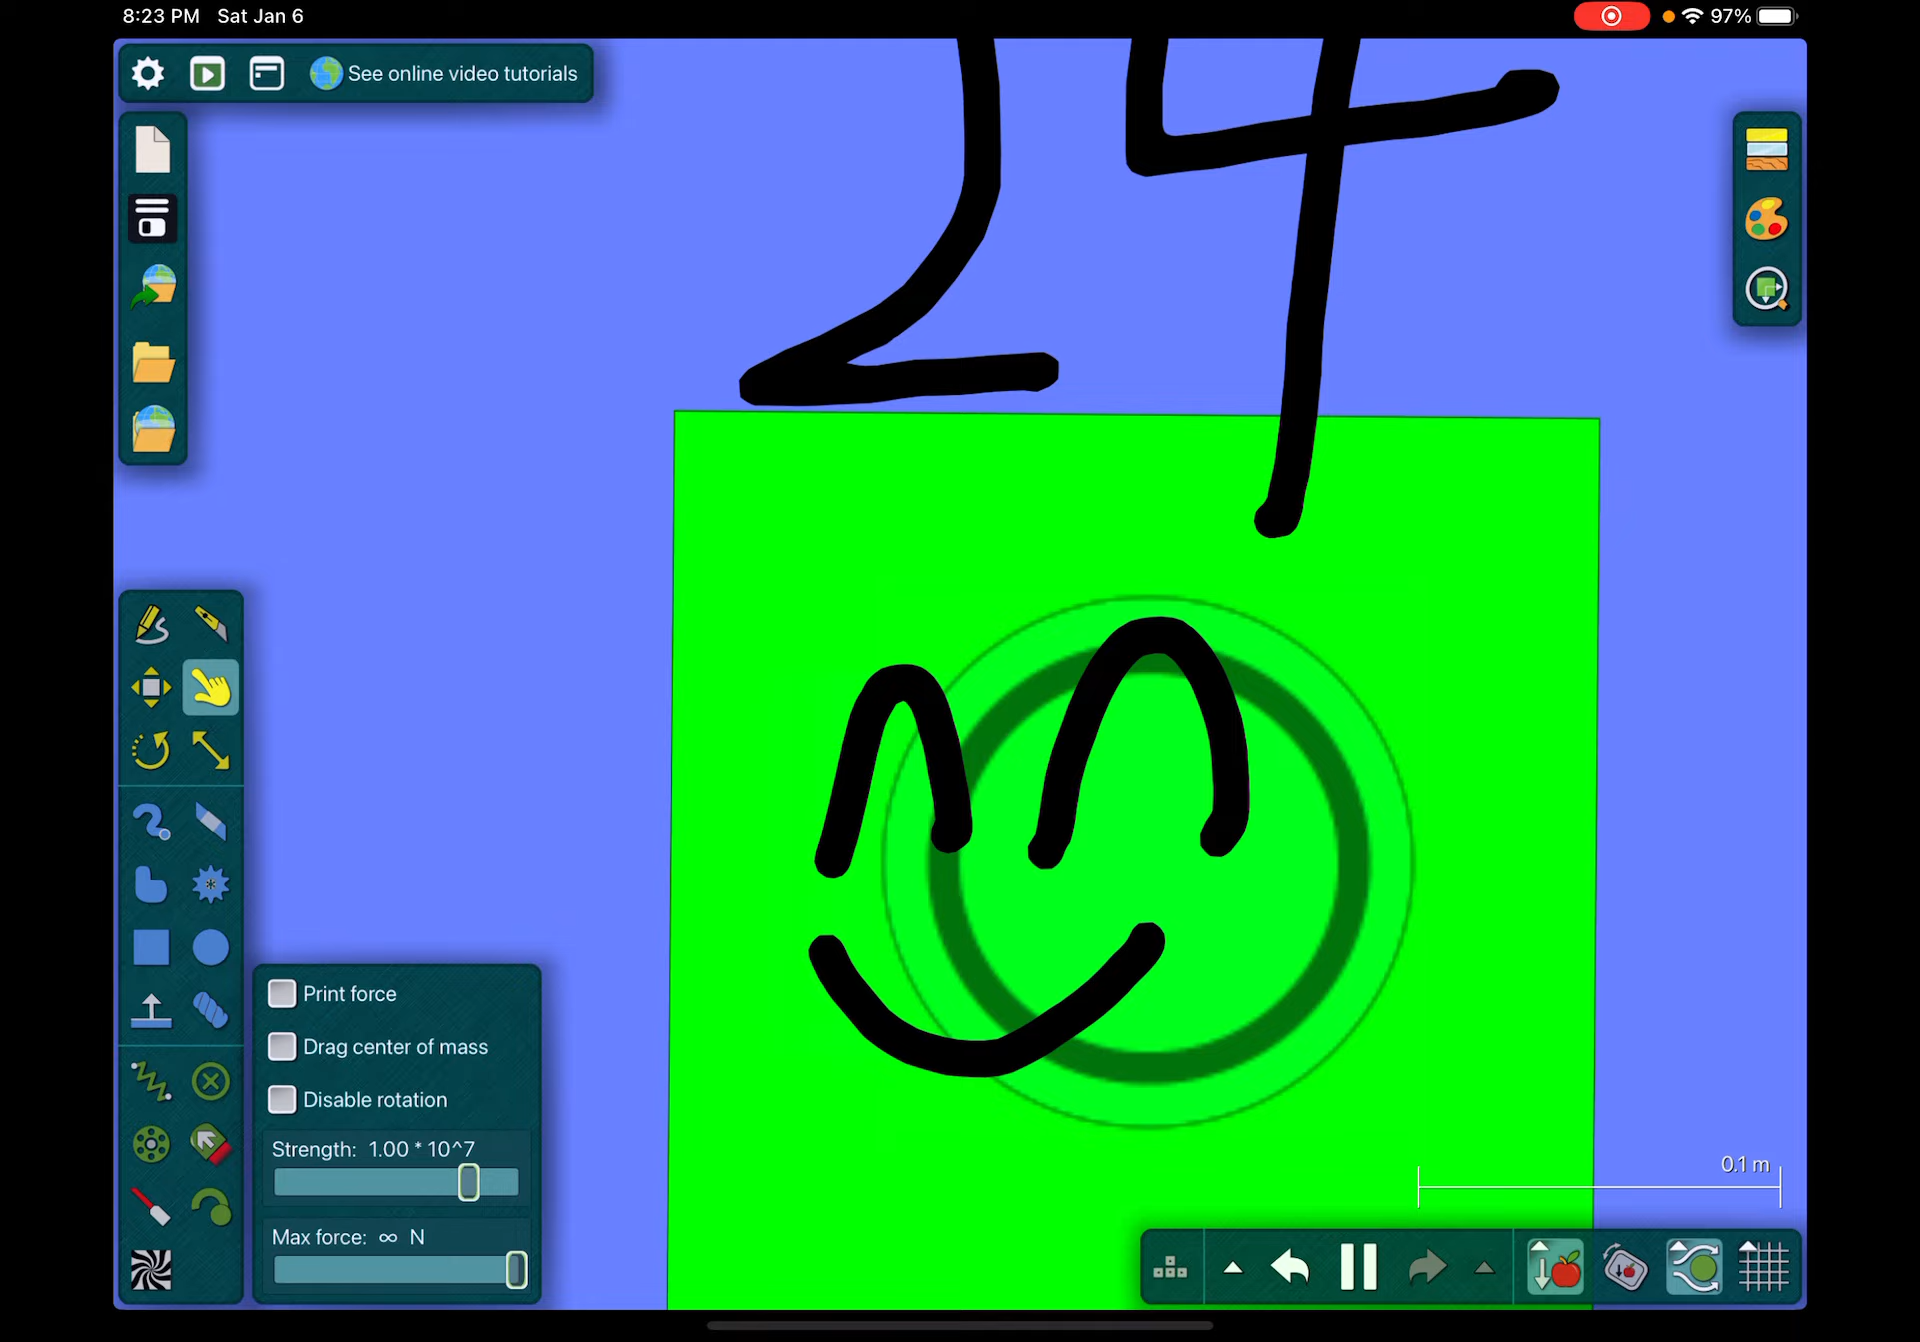 8:23 PM Sat Jan 6 97%
See online video tutorials
24
Print force
Drag center of mass
Disable rotation
Strength: 1.00 * 10^7
Max force: ∞ N
0.1 m